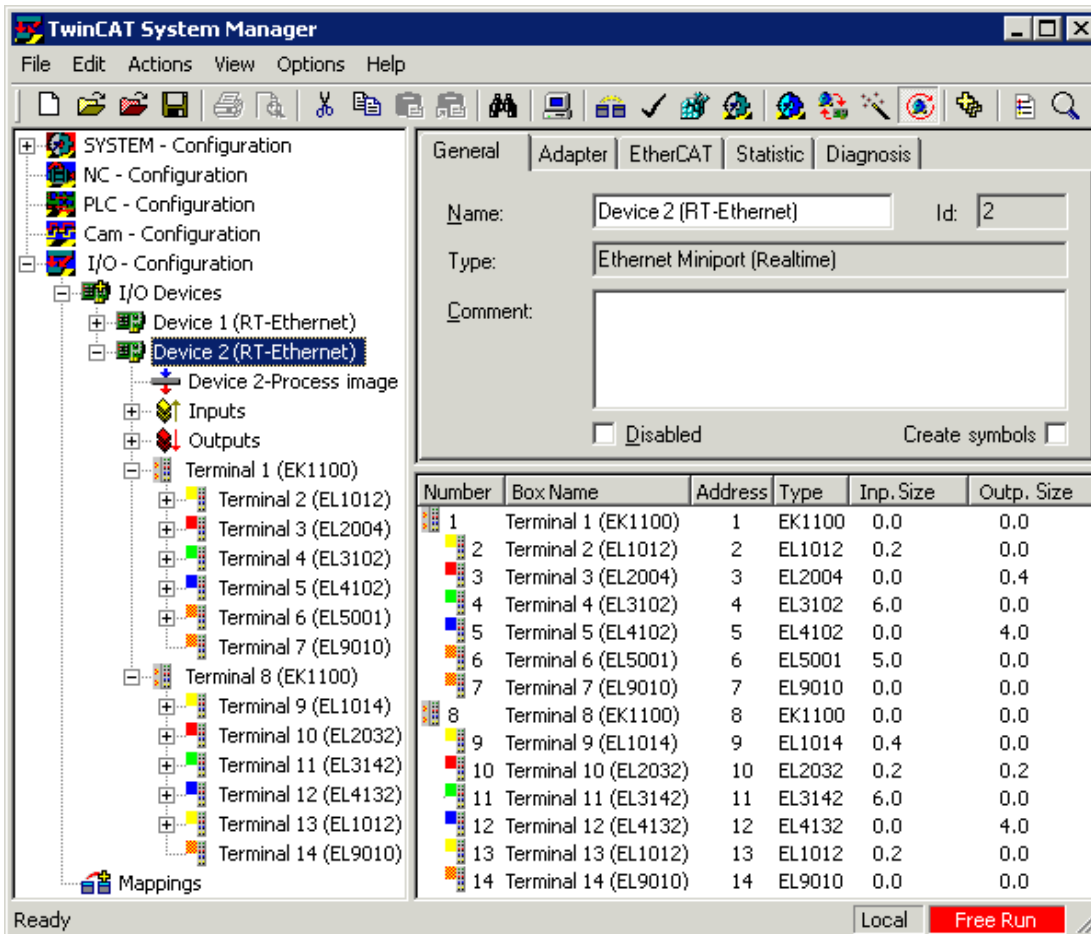 TwinCAT System Manager
File Edit Actions View Options Help
SYSTEM - Configuration
NC - Configuration
PLC - Configuration
Cam - Configuration
I/O - Configuration
I/O Devices
Device 1 (RT-Ethernet)
Device 2 (RT-Ethernet)
Device 2-Process image
Inputs
Outputs
Terminal 1 (EK1100)
Terminal 2 (EL1012)
Terminal 3 (EL2004)
Terminal 4 (EL3102)
Terminal 5 (EL4102)
Terminal 6 (EL5001)
Terminal 7 (EL9010)
Terminal 8 (EK1100)
Terminal 9 (EL1014)
Terminal 10 (EL2032)
Terminal 11 (EL3142)
Terminal 12 (EL4132)
Terminal 13 (EL1012)
Terminal 14 (EL9010)
Mappings
General Adapter EtherCAT Statistic Diagnosis
Name: Device 2 (RT-Ethernet) Id: 2
Type: Ethernet Miniport (Realtime)
Comment:
Disabled Create symbols
Number Box Name Address Type Inp. Size Outp. Size
1 Terminal 1 (EK1100) 1 EK1100 0.0 0.0
2 Terminal 2 (EL1012) 2 EL1012 0.2 0.0
3 Terminal 3 (EL2004) 3 EL2004 0.0 0.4
4 Terminal 4 (EL3102) 4 EL3102 6.0 0.0
5 Terminal 5 (EL4102) 5 EL4102 0.0 4.0
6 Terminal 6 (EL5001) 6 EL5001 5.0 0.0
7 Terminal 7 (EL9010) 7 EL9010 0.0 0.0
8 Terminal 8 (EK1100) 8 EK1100 0.0 0.0
9 Terminal 9 (EL1014) 9 EL1014 0.4 0.0
10 Terminal 10 (EL2032) 10 EL2032 0.2 0.2
11 Terminal 11 (EL3142) 11 EL3142 6.0 0.0
12 Terminal 12 (EL4132) 12 EL4132 0.0 4.0
13 Terminal 13 (EL1012) 13 EL1012 0.2 0.0
14 Terminal 14 (EL9010) 14 EL9010 0.0 0.0
Ready Local Free Run